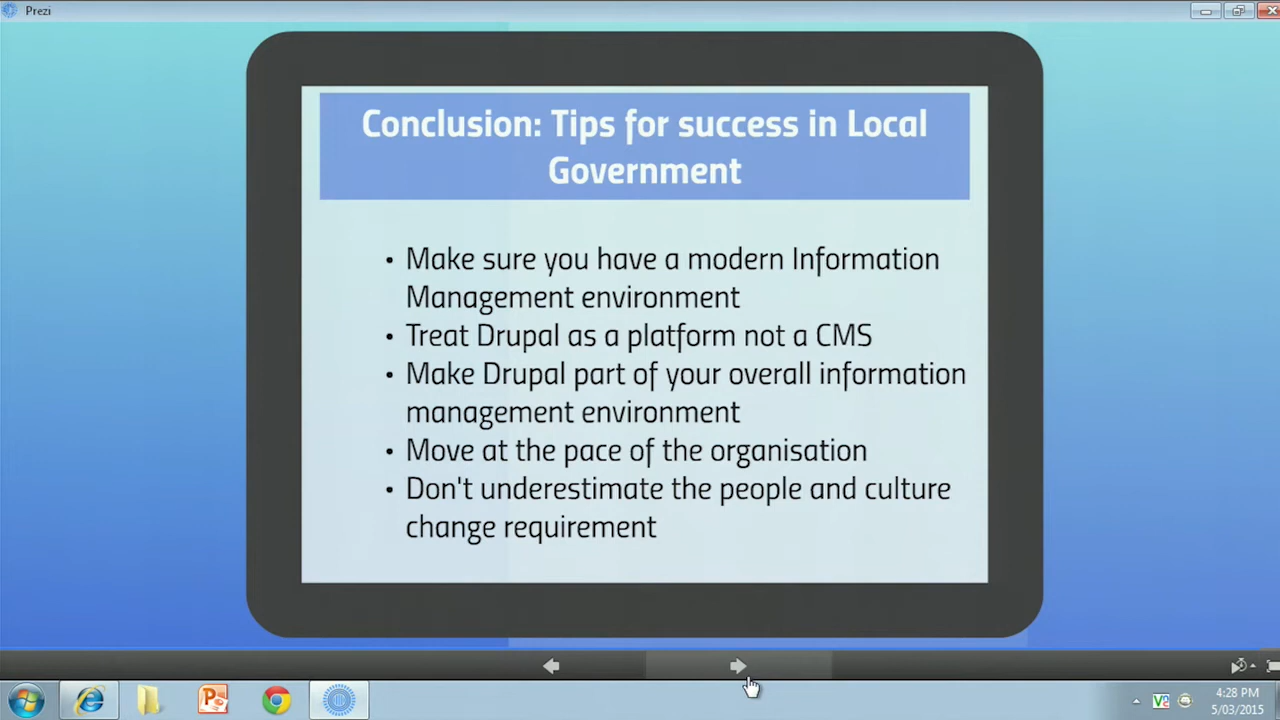 Prezi
Conclusion: Tips for success in Local
Government
• Make sure you have a modern Information
Management environment
• Treat Drupal as a platform not a CMS
• Make Drupal part of your overall information
management environment
• Move at the pace of the organisation
• Don't underestimate the people and culture
change requirement
4:28 PM
5/03/2015